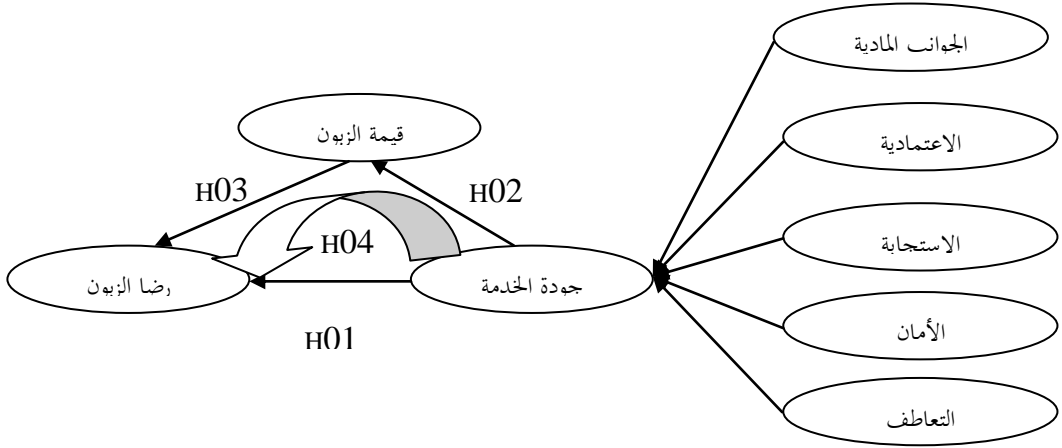 الجوانب المادية
قيمة الزبون
الاعتمادية
H03
H02
H04
الاستجابة
رضا الزبون
جودة الخدمة
H01
الأمان
التعاطف